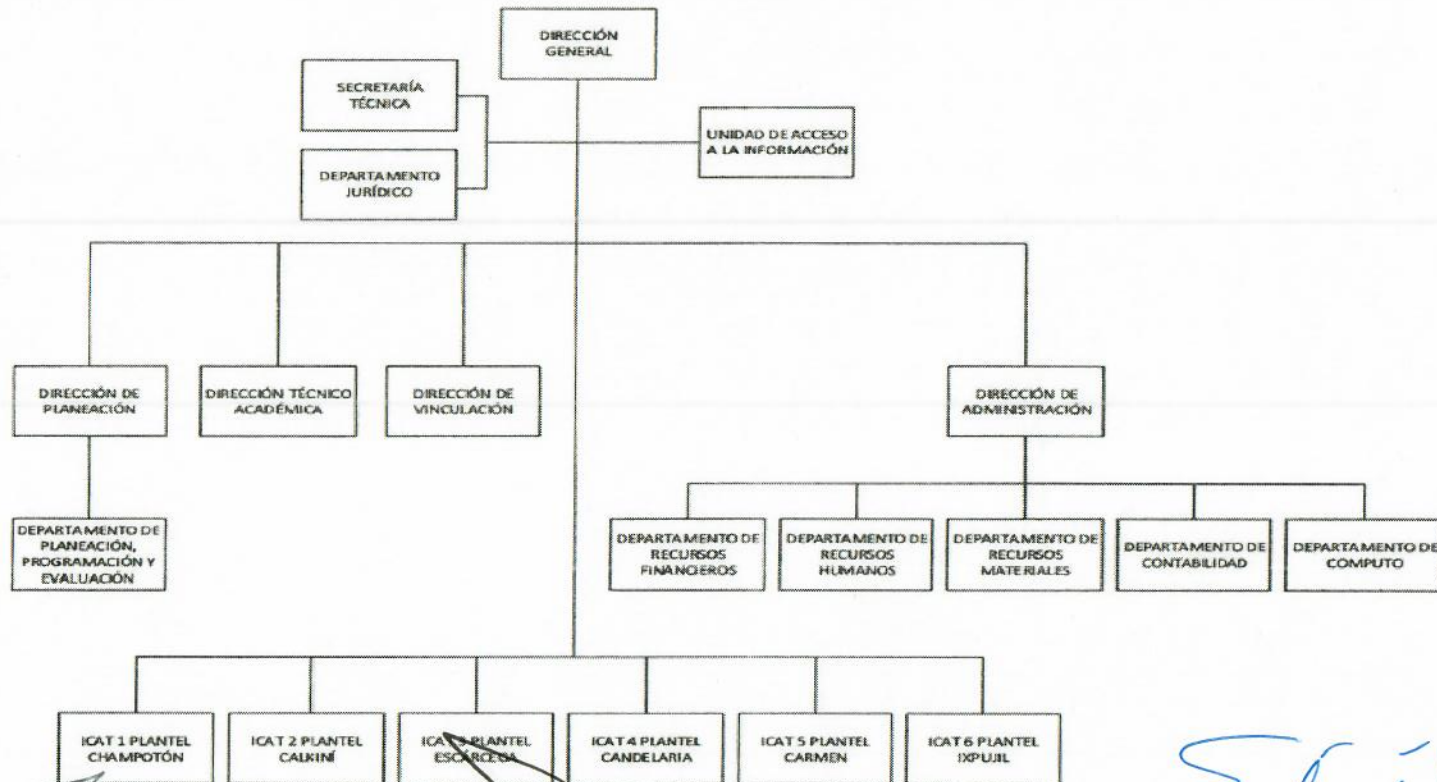 DIRECCIÓN
GENERAL
SECRETARÍA
TÉCNICA
UNIDAD DE ACCESO
A LA INFORMACIÓN
DEPARTAMENTO
JURÍDICO
DIRECCIÓN DE
PLANEACIÓN
DIRECCIÓN TÉCNICO
ACADÉMICA
DIRECCIÓN DE
VINCULACIÓN
DIRECCIÓN DE
ADMINISTRACIÓN
DEPARTAMENTO DE
PLANEACIÓN,
PROGRAMACIÓN Y
EVALUACIÓN
DEPARTAMENTO DE
RECURSOS
FINANCIEROS
DEPARTAMENTO DE
RECURSOS
HUMANOS
DEPARTAMENTO DE
RECURSOS
MATERIALES
DEPARTAMENTO DE
CONTABILIDAD
DEPARTAMENTO DE
COMPUTO
ICAT 1 PLANTEL
CHAMPOTÓN
ICAT 2 PLANTEL
CALKINÍ
ICAT 3 PLANTEL
ESCÁRCEGA
ICAT 4 PLANTEL
CANDELARIA
ICAT 5 PLANTEL
CARMEN
ICAT 6 PLANTEL
IXPUJIL